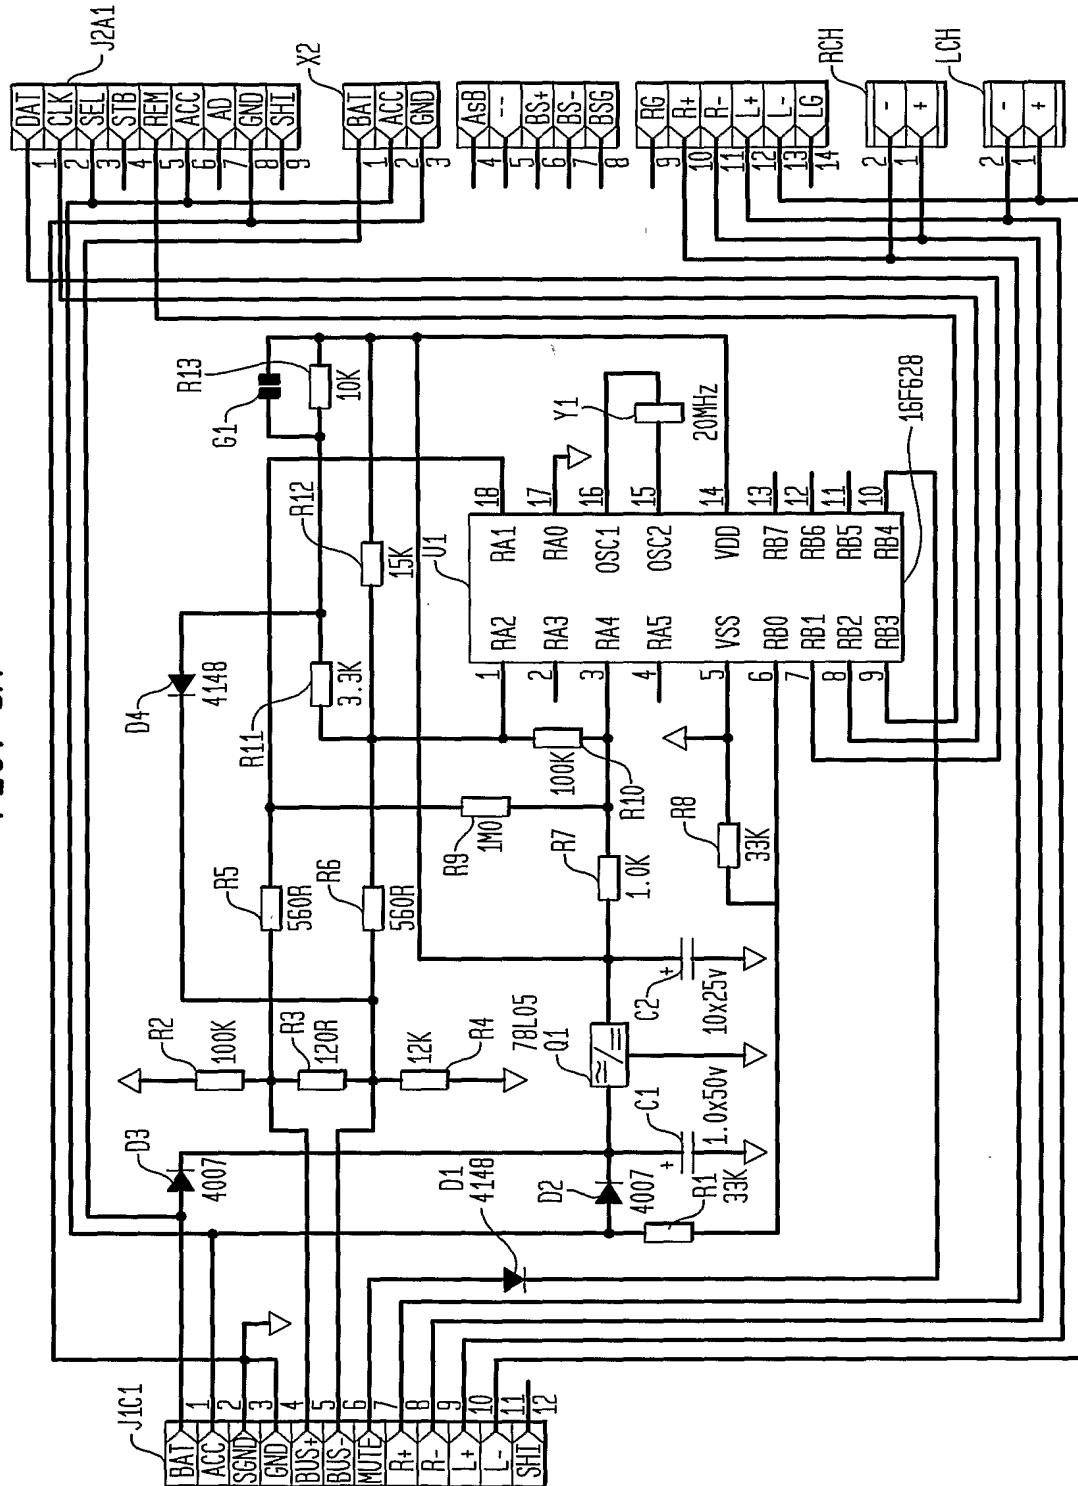 J2A1
DAT
CLK
SEL
STB
REM
ACC
AD
GND
SHI
1
2
3
4
5
6
7
8
9
X2
BAT
ACC
GND
1
2
3
AsB
--
BS+
BS-
BSG
4
5
6
7
8
RG
R+
R-
L+
L-
LG
9
10
11
12
13
14
RCH
-
+
2
1
LCH
-
+
2
1
G1
R13
10K
R12
15K
D4
4148
R11
3.3K
Y1
20MHz
16F628
U1
18
17
16
15
14
13
12
11
10
RA1
RA0
OSC1
OSC2
VDD
RB7
RB6
RB5
RB4
RA2
RA3
RA4
RA5
VSS
RB0
RB1
RB2
RB3
1
2
3
4
5
6
7
8
9
100K
R10
R9
1M0
R7
1.0K
R8
33K
R5
560R
R6
560R
R2
100K
R3
120R
12K
R4
78L05
Q1
≈/=
C2
+
10x25v
C1
+
1.0x50v
D3
4007
D1
4148
D2
4007
R1
33K
J1C1
BAT
ACC
SGND
GND
BUS+
BUS-
MUTE
R+
R-
L+
L-
SHI
1
2
3
4
5
6
7
8
9
10
11
12